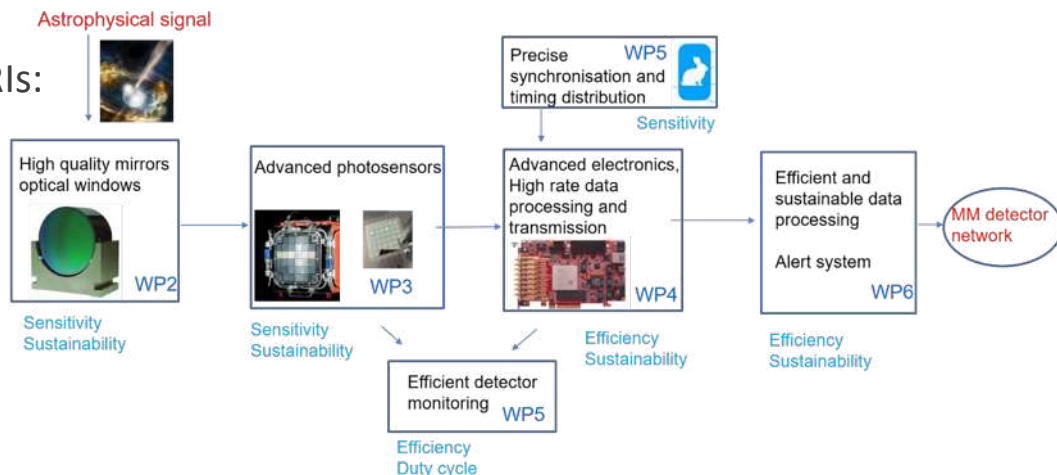 Astrophysical signal
RIs:
Precise
synchronisation and
timing distribution
WP5
Sensitivity
High quality mirrors
optical windows
WP2
Sensitivity
Sustainability
Advanced photosensors
WP3
Sensitivity
Sustainability
Advanced electronics,
High rate data
processing and
transmission
WP4
Efficiency
Sustainability
Efficient and
sustainable data
processing
Alert system
WP6
Efficiency
Sustainability
MM detector
network
Efficient detector
monitoring
WP5
Efficiency
Duty cycle